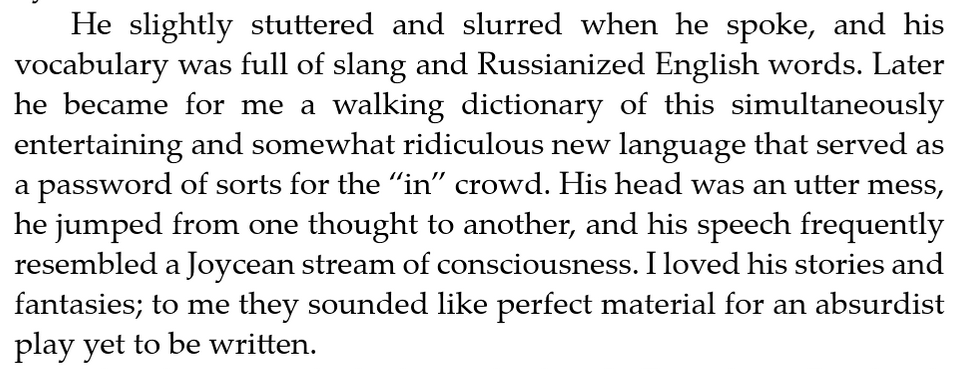 He slightly stuttered and slurred when he spoke, and his
vocabulary was full of slang and Russianized English words. Later
he became for me a walking dictionary of this simultaneously
entertaining and somewhat ridiculous new language that served as
a password of sorts for the “in” crowd. His head was an utter mess,
he jumped from one thought to another, and his speech frequently
resembled a Joycean stream of consciousness. I loved his stories and
fantasies; to me they sounded like perfect material for an absurdist
play yet to be written.